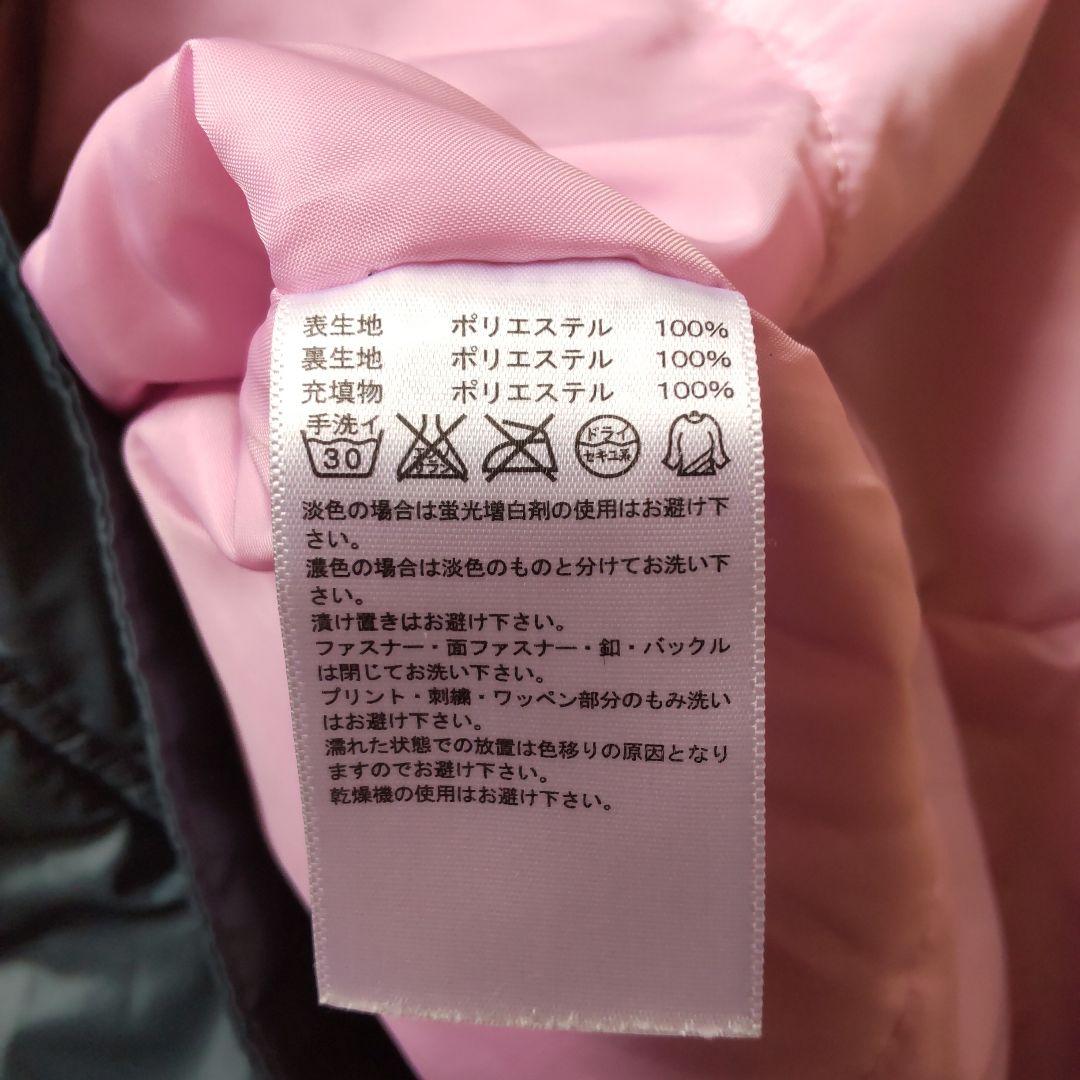 表生地 ポリエステル 100%
裏生地 ポリエステル 100%
充填物 ポリエステル 100%
手洗イ
30
エンソ
サラシ
ドライ
セキユ系
淡色の場合は蛍光増白剤の使用はお避け下
さい。
濃色の場合は淡色のものと分けてお洗い下
さい。
漬け置きはお避け下さい。
ファスナー・面ファスナー・釦・バックル
は閉じてお洗い下さい。
プリント・刺繍・ワッペン部分のもみ洗い
はお避け下さい。
濡れた状態での放置は色移りの原因となり
ますのでお避け下さい。
乾燥機の使用はお避け下さい。